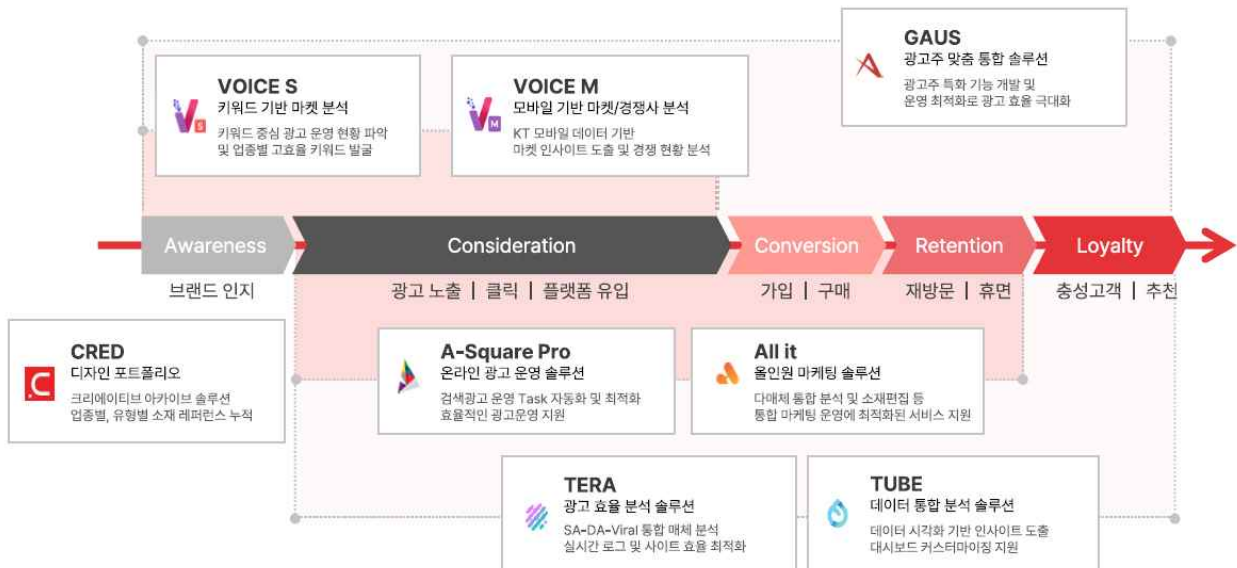 GAUS
광고주 맞춤 통합 솔루션
광고주 특화 기능 개발 및
운영 최적화로 광고 효율 극대화
VOICE S
키워드 기반 마켓 분석
키워드 중심 광고 운영 현황 파악
및 업종별 고효율 키워드 발굴
S
VOICE M
모바일 기반 마켓/경쟁사 분석
KT 모바일 데이터 기반
마켓 인사이트 도출 및 경쟁 현황 분석
M
Awareness
Consideration
Conversion
Retention
Loyalty
브랜드 인지
광고 노출 | 클릭 | 플랫폼 유입
가입 | 구매
재방문 | 휴면
충성고객 | 추천
.C
CRED
디자인 포트폴리오
크리에이티브 아카이브 솔루션
업종별, 유형별 소재 레퍼런스 누적
A-Square Pro
온라인 광고 운영 솔루션
검색광고 운영 Task 자동화 및 최적화
효율적인 광고운영 지원
All it
올인원 마케팅 솔루션
다매체 통합 분석 및 소재편집 등
통합 마케팅 운영에 최적화된 서비스 지원
TERA
광고 효율 분석 솔루션
SA-DA-Viral 통합 매체 분석
실시간 로그 및 사이트 효율 최적화
TUBE
데이터 통합 분석 솔루션
데이터 시각화 기반 인사이트 도출
대시보드 커스터마이징 지원